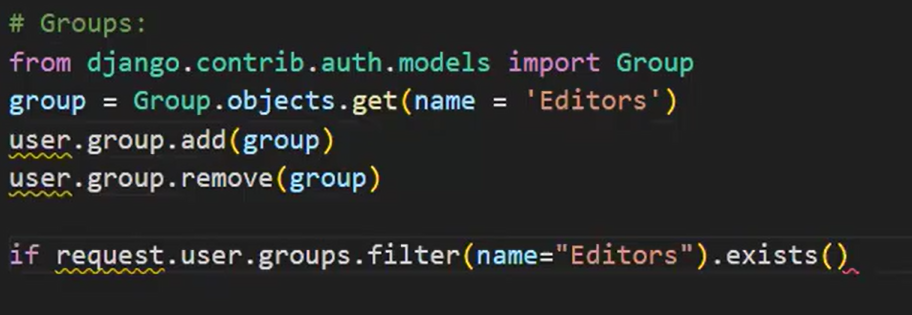 # Groups:
from django.contrib.auth.models import Group
group = Group.objects.get(name = 'Editors')
user.group.add(group)
user.group.remove(group)
if request.user.groups.filter(name="Editors").exists()